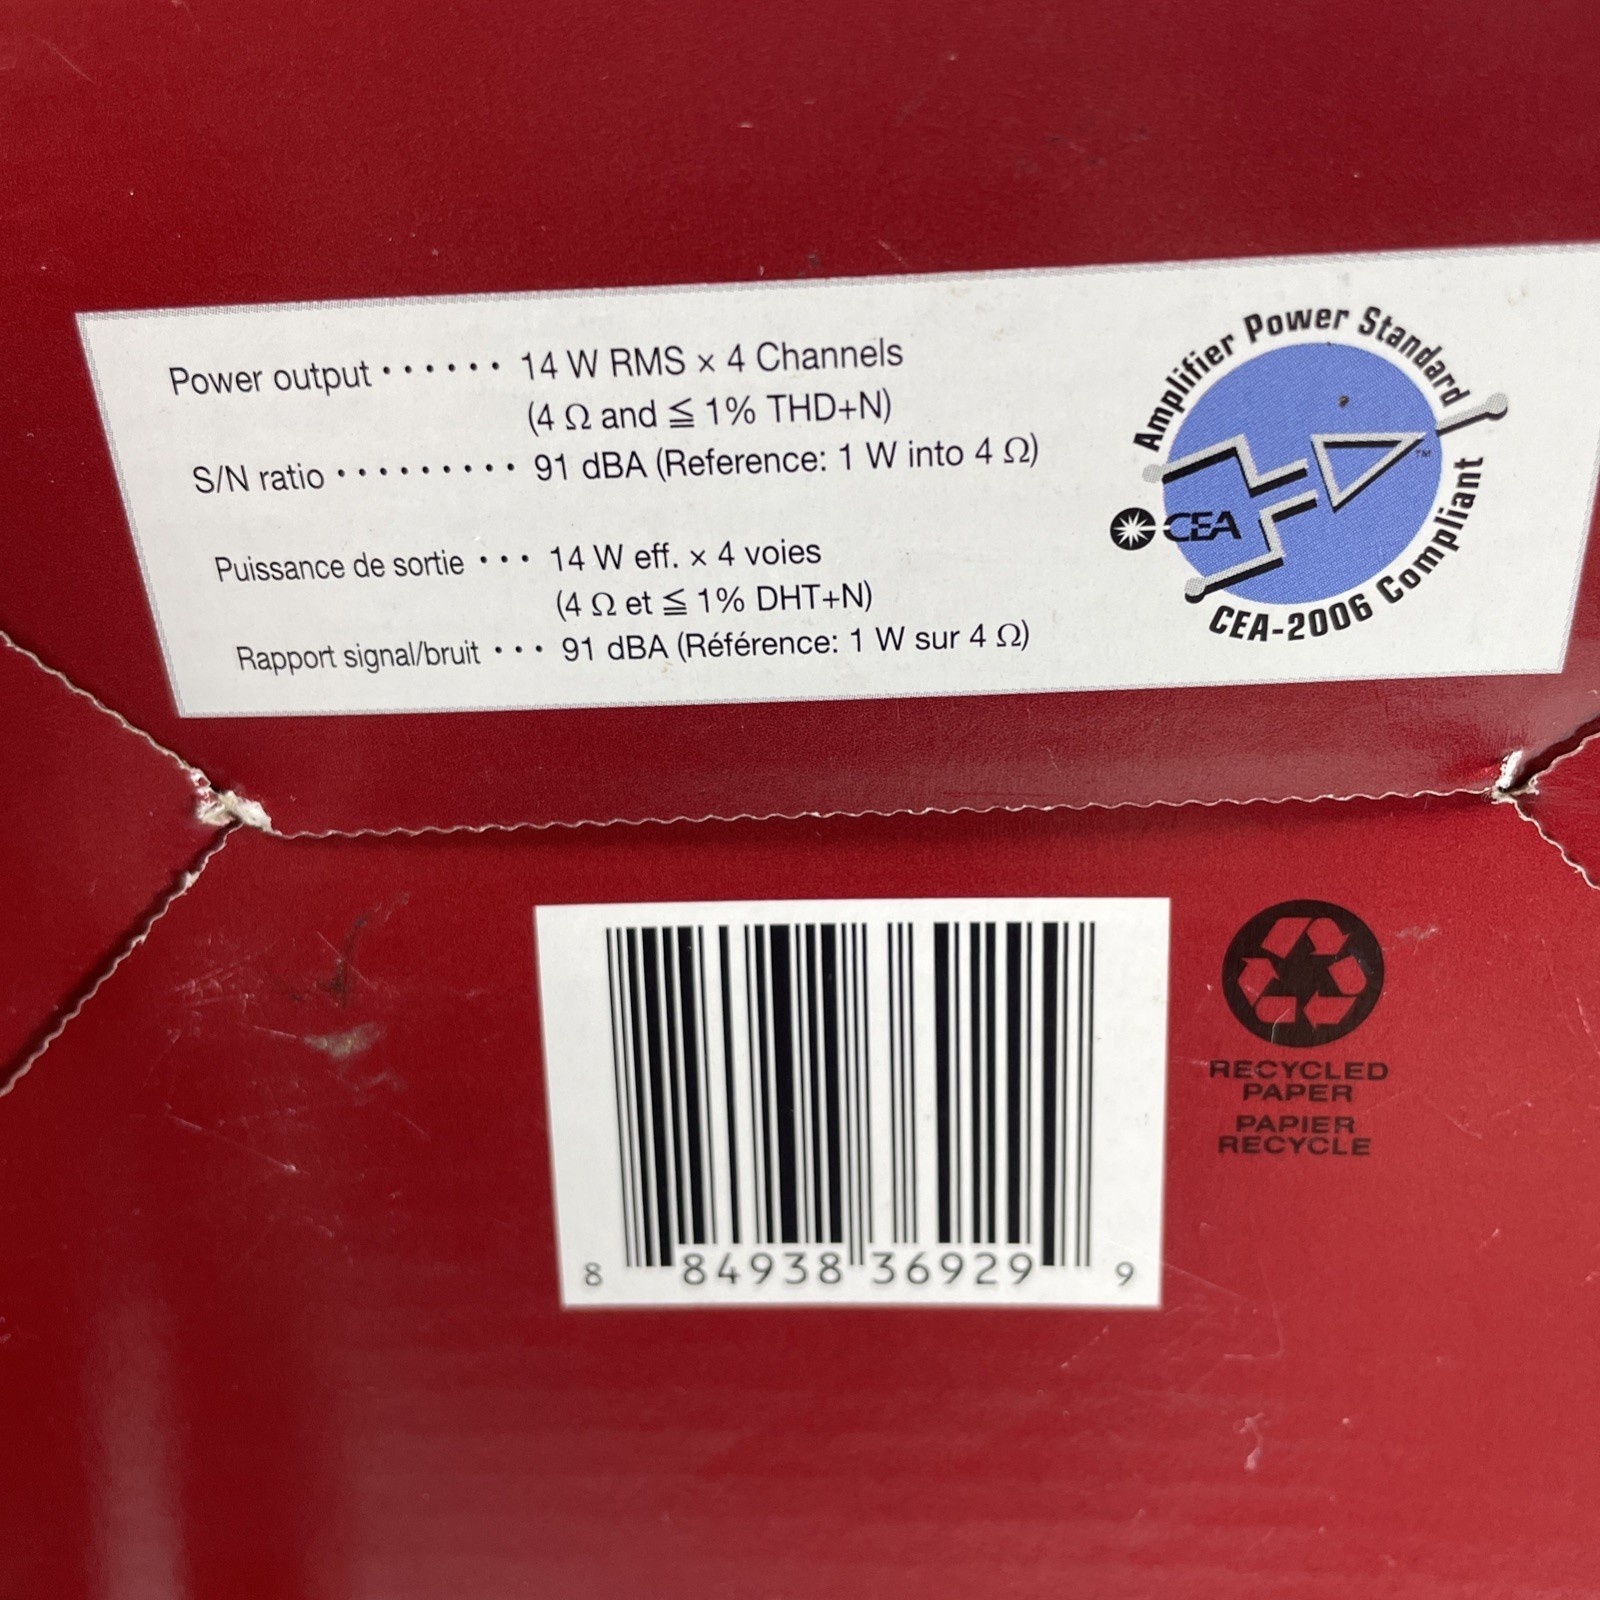 Power output ······ 14 W RMS × 4 Channels
(4 Ω and ≦ 1% THD+N)
S/N ratio ········· 91 dBA (Reference: 1 W into 4 Ω)
Puissance de sortie ··· 14 W eff. × 4 voies
(4 Ω et ≦ 1% DHT+N)
Rapport signal/bruit ··· 91 dBA (Référence: 1 W sur 4 Ω)
Amplifier Power Standard
TM
CEA
CEA-2006 Compliant
8 84938 36929 9
RECYCLED
PAPER
PAPIER
RECYCLE